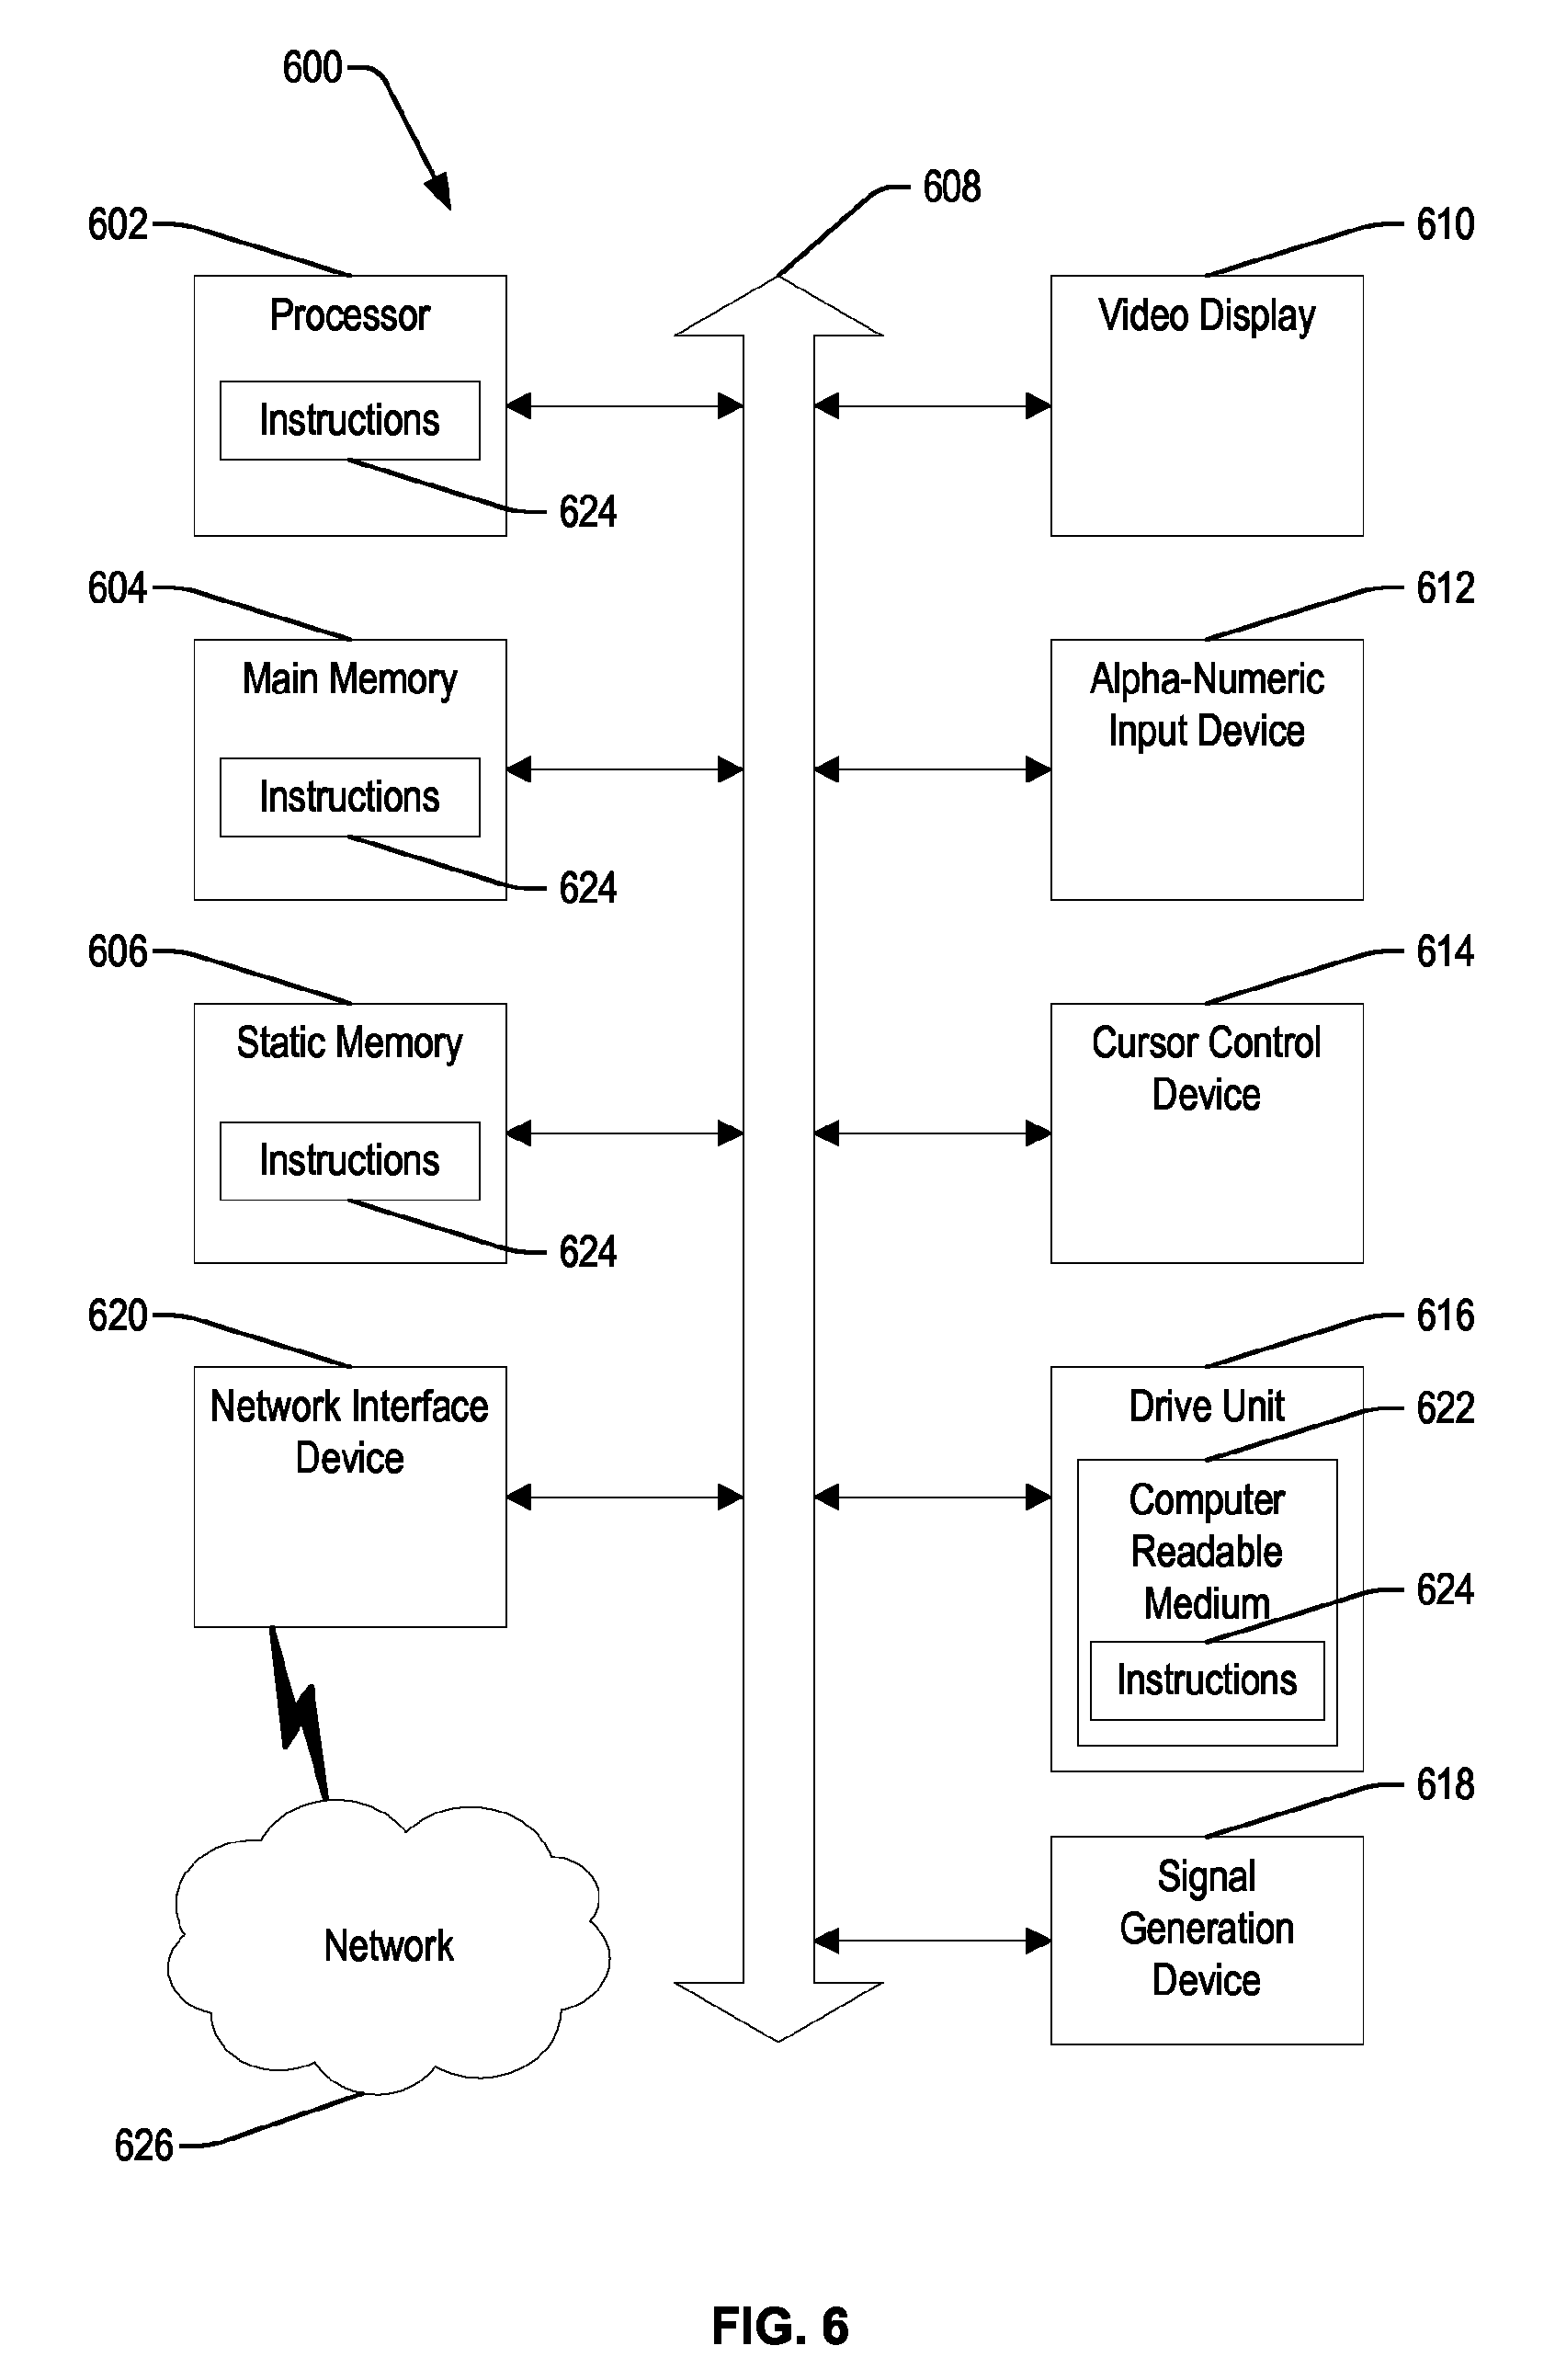 600
608
602
610
Processor
Instructions
624
Video Display
604
612
Main Memory
Instructions
624
Alpha-Numeric
Input Device
606
614
Static Memory
Instructions
624
Cursor Control
Device
620
616
Network Interface
Device
Drive Unit
622
Computer
Readable
Medium
624
Instructions
618
Signal
Generation
Device
Network
626
FIG. 6